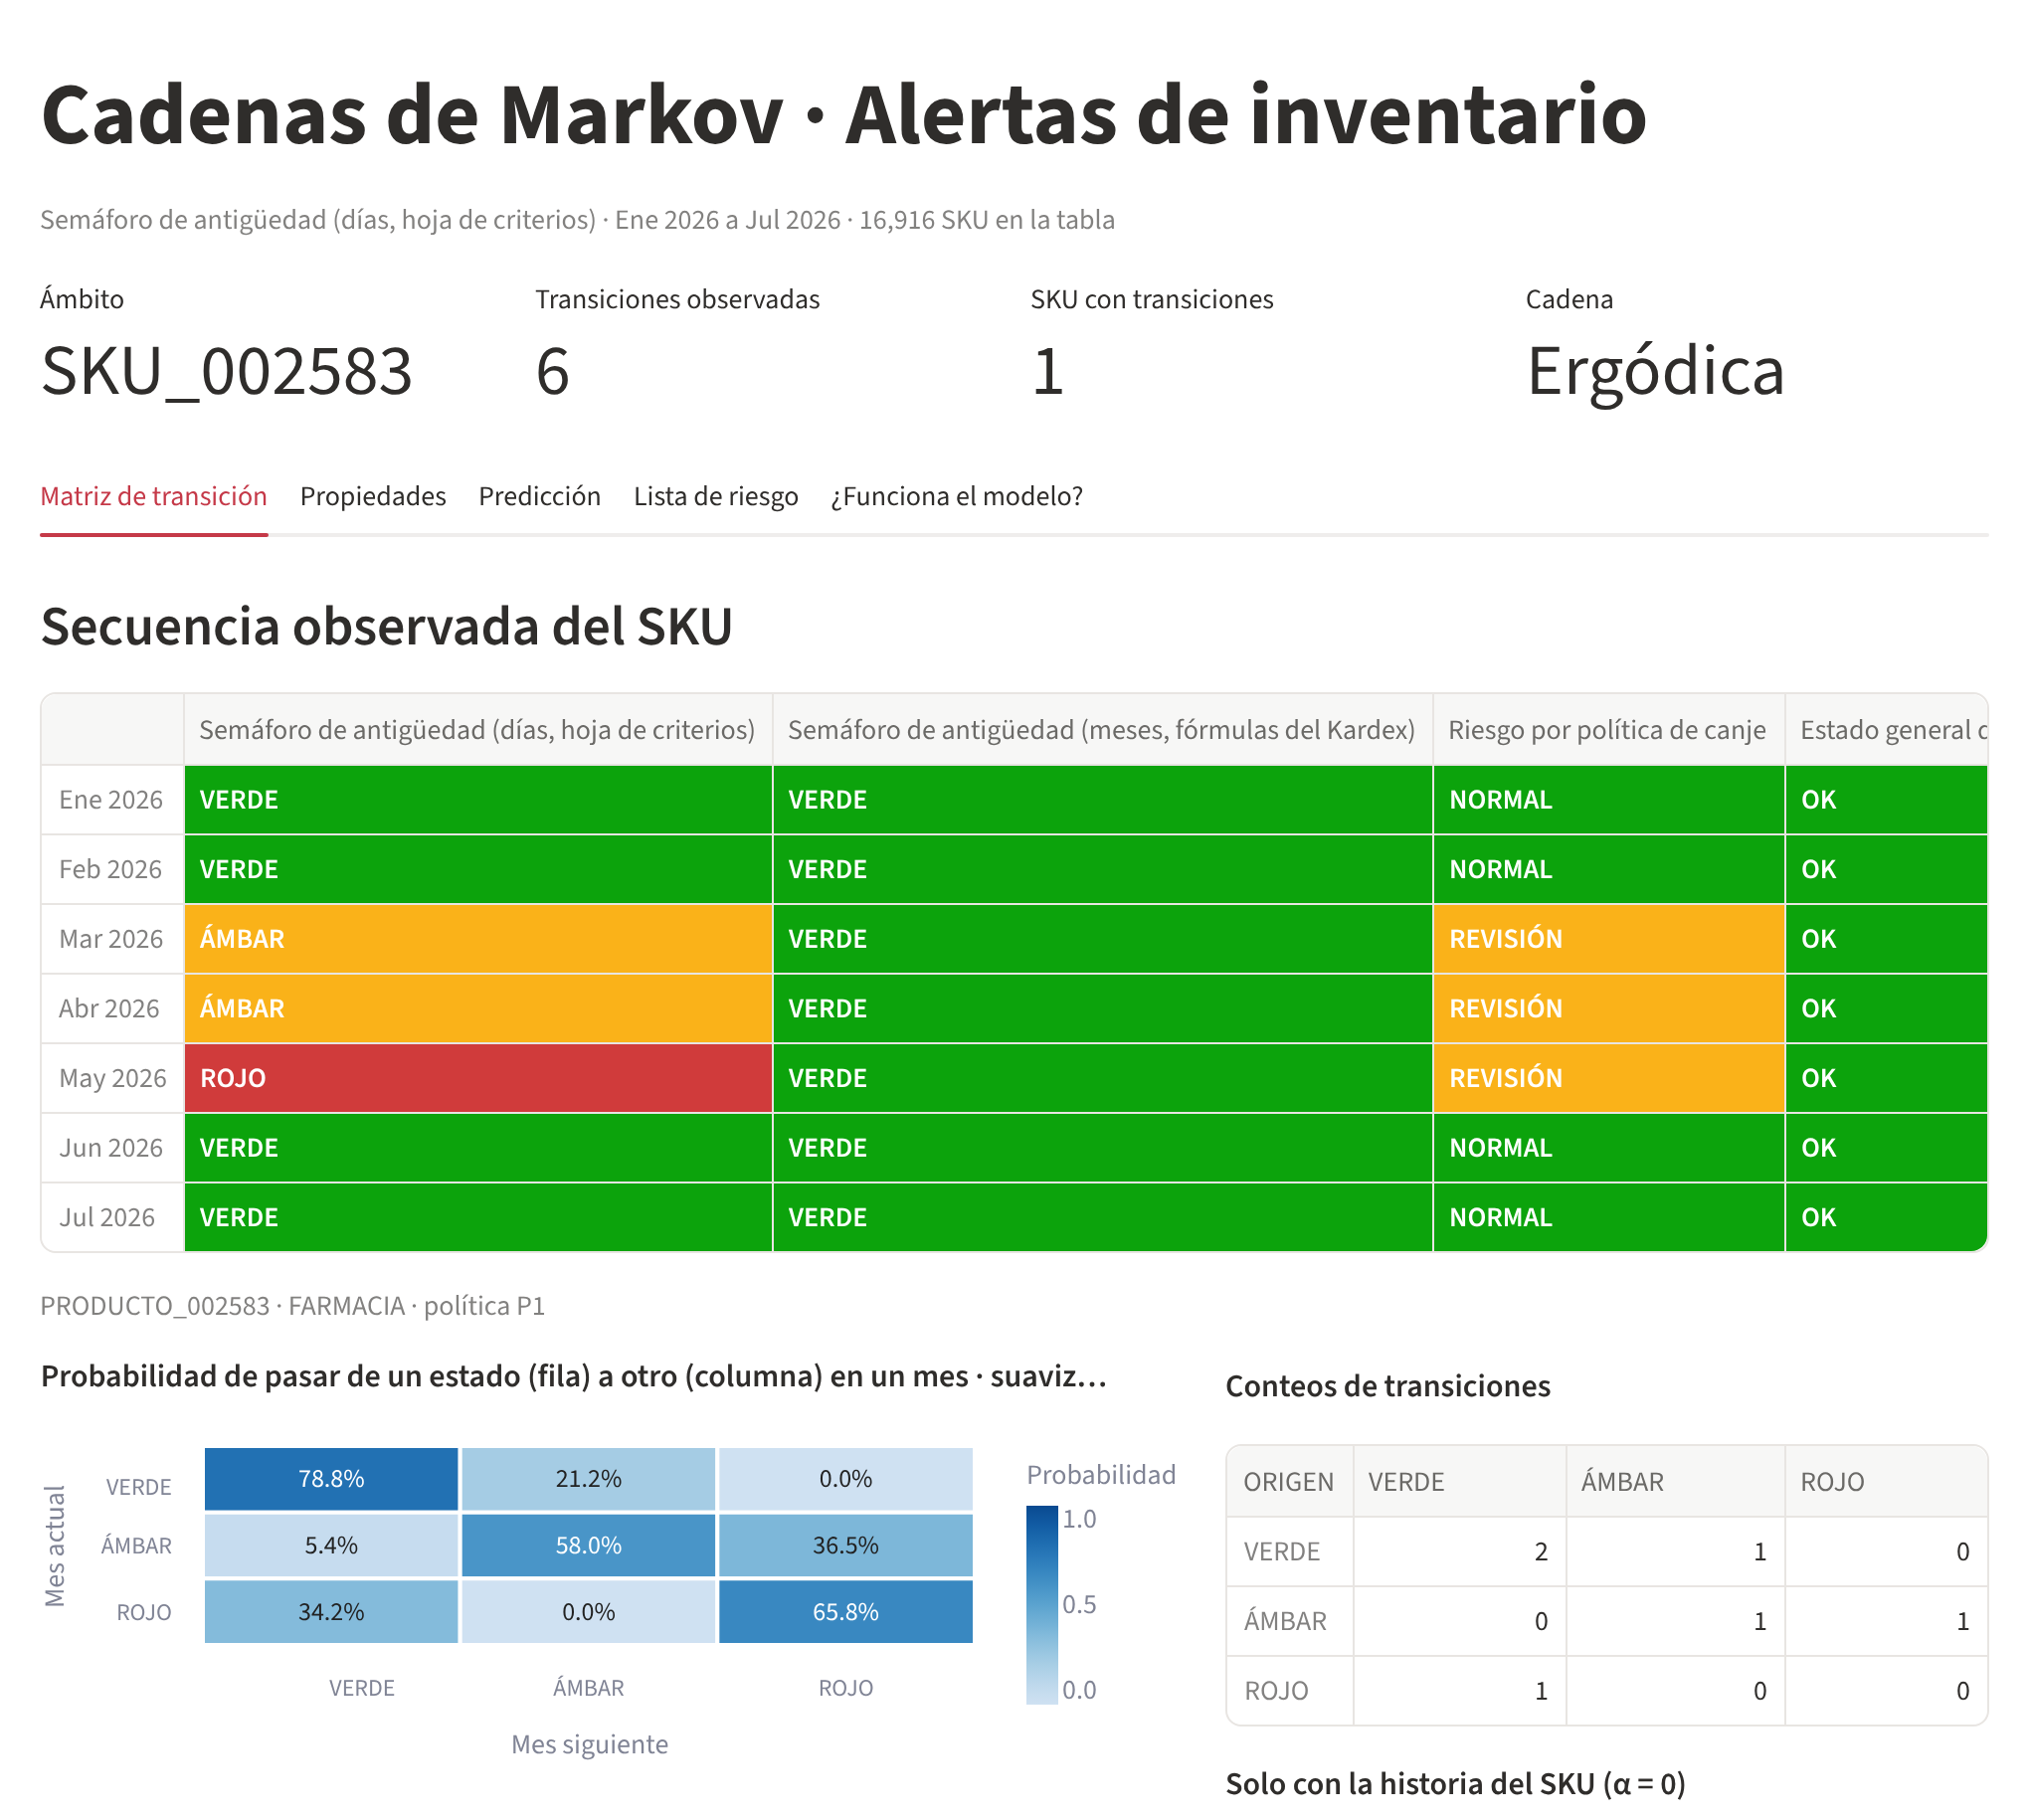 Cadenas de Markov · Alertas de inventario
Semáforo de antigüedad (días, hoja de criterios) · Ene 2026 a Jul 2026 · 16,916 SKU en la tabla
Ámbito Transiciones observadas SKU con transiciones Cadena
SKU_002583 6 1 Ergódica
Matriz de transición Propiedades Predicción Lista de riesgo ¿Funciona el modelo?
Secuencia observada del SKU
Semáforo de antigüedad (días, hoja de criterios) Semáforo de antigüedad (meses, fórmulas del Kardex) Riesgo por política de canje Estado general
Ene 2026 VERDE VERDE NORMAL OK
Feb 2026 VERDE VERDE NORMAL OK
Mar 2026 ÁMBAR VERDE REVISIÓN OK
Abr 2026 ÁMBAR VERDE REVISIÓN OK
May 2026 ROJO VERDE REVISIÓN OK
Jun 2026 VERDE VERDE NORMAL OK
Jul 2026 VERDE VERDE NORMAL OK
PRODUCTO_002583 · FARMACIA · política P1
Probabilidad de pasar de un estado (fila) a otro (columna) en un mes · suaviz…
Mes actual
VERDE 78.8% 21.2% 0.0%
ÁMBAR 5.4% 58.0% 36.5%
ROJO 34.2% 0.0% 65.8%
VERDE ÁMBAR ROJO
Mes siguiente
Probabilidad
1.0
0.5
0.0
Conteos de transiciones
ORIGEN VERDE ÁMBAR ROJO
VERDE 2 1 0
ÁMBAR 0 1 1
ROJO 1 0 0
Solo con la historia del SKU (α = 0)